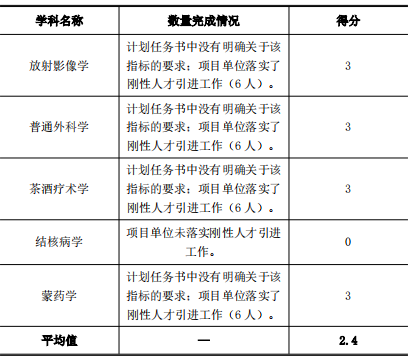 学科名称 数量完成情况 得分
计划任务书中没有明确关于该
放射影像学 指标的要求；项目单位落实了 3
刚性人才引进工作（6 人）。
计划任务书中没有明确关于该
普通外科学 指标的要求；项目单位落实了 3
刚性人才引进工作（6 人）。
计划任务书中没有明确关于该
茶酒疗术学 指标的要求；项目单位落实了 3
刚性人才引进工作（6 人）。
结核病学 项目单位未落实刚性人才引进 0
工作。
计划任务书中没有明确关于该
蒙药学 指标的要求；项目单位落实了 3
刚性人才引进工作（6 人）。
平均值 — 2.4